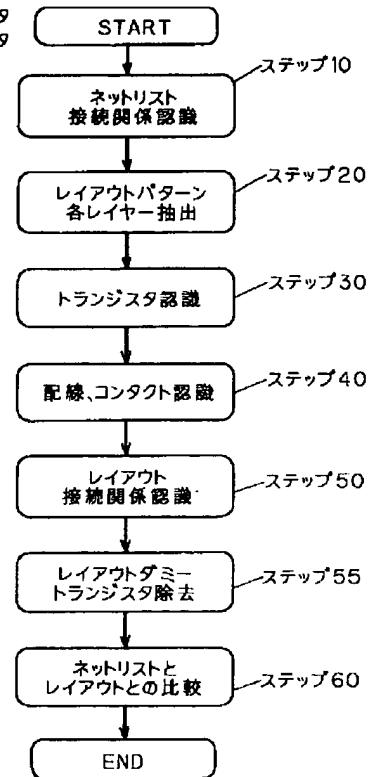 タ
タ
START
ステップ10
ネットリスト
接続関係認識
ステップ20
レイアウトパターン
各レイヤー抽出
ステップ30
トランジスタ認識
ステップ40
配線、コンタクト認識
ステップ50
レイアウト
接続関係認識
ステップ55
レイアウトダミー
トランジスタ除去
ステップ60
ネットリストと
レイアウトとの比較
END